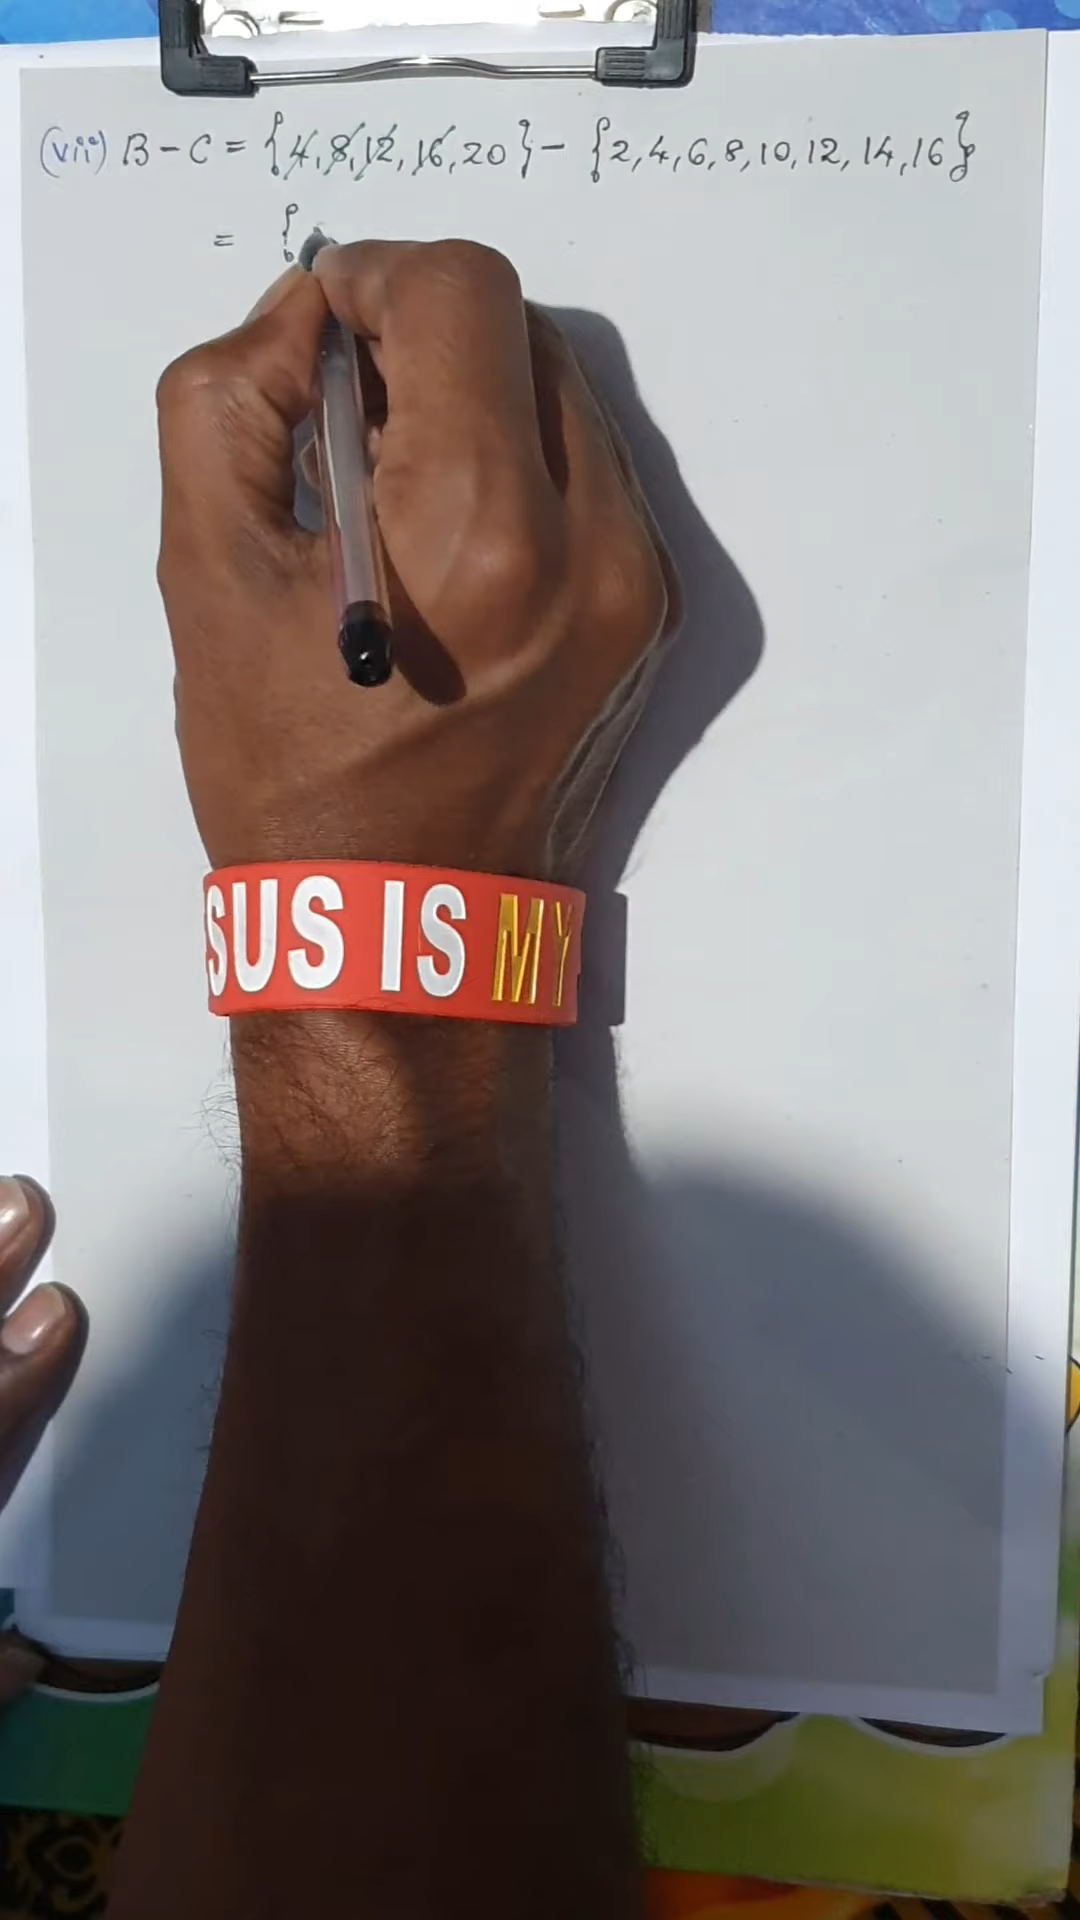 (vii) B - C = {4, 8, 12, 16, 20} - {2, 4, 6, 8, 10, 12, 14, 16}
= {
SUS IS MY